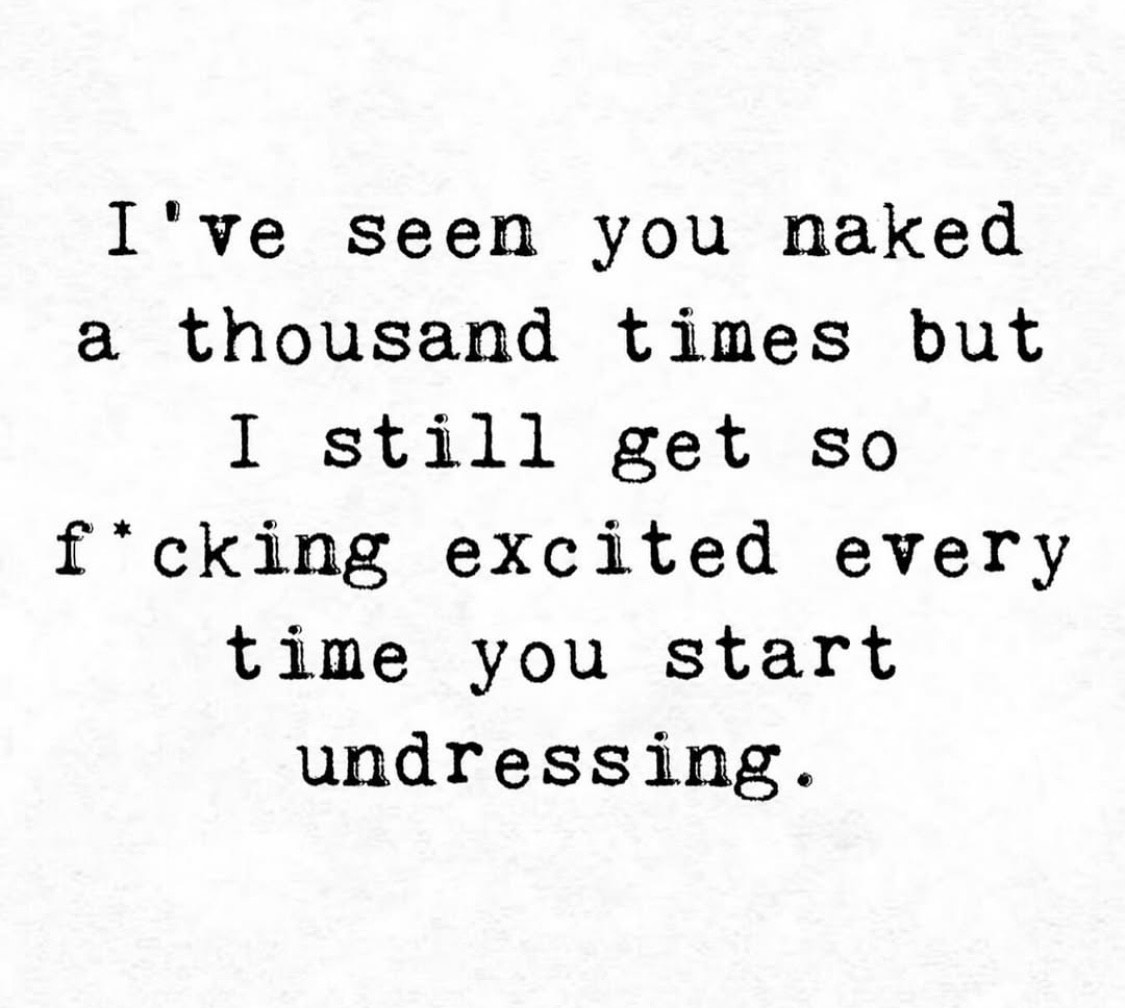 I've seen you naked
a thousand times but
I still get so
f*cking excited every
time you start
undressing.